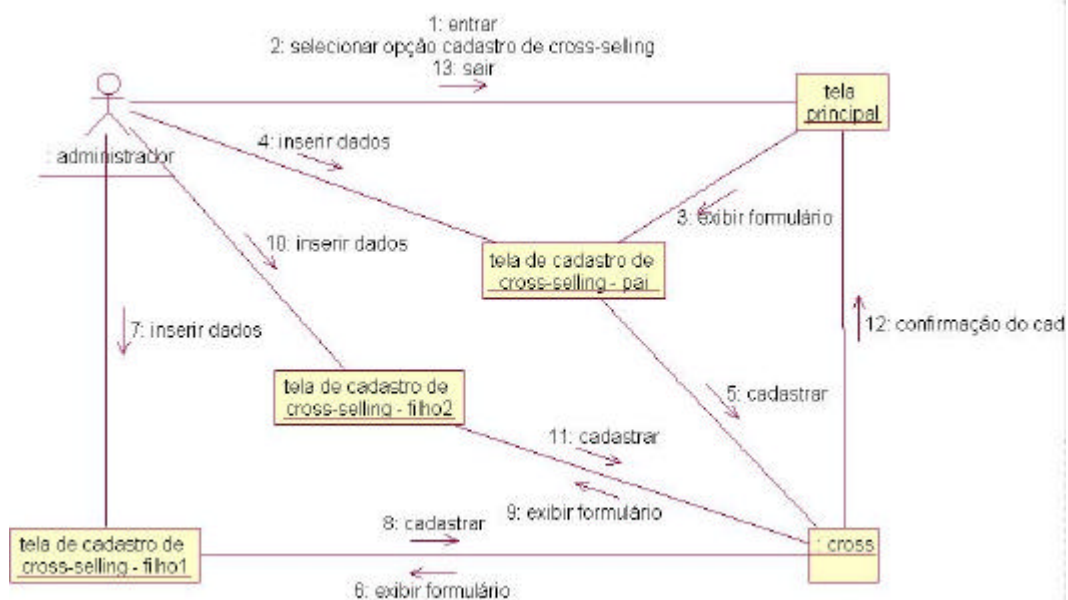 1: entrar
2: selecionar opção cadastro de cross-selling
13: sair
tela
principal
: administrador
4: inserir dados
3: exibir formulário
10: inserir dados
tela de cadastro de
cross-selling - pai
7: inserir dados
12: confirmação do cad
tela de cadastro de
cross-selling - filho2
5: cadastrar
11: cadastrar
9: exibir formulário
8: cadastrar
tela de cadastro de
cross-selling - filho1
: cross
6: exibir formulário